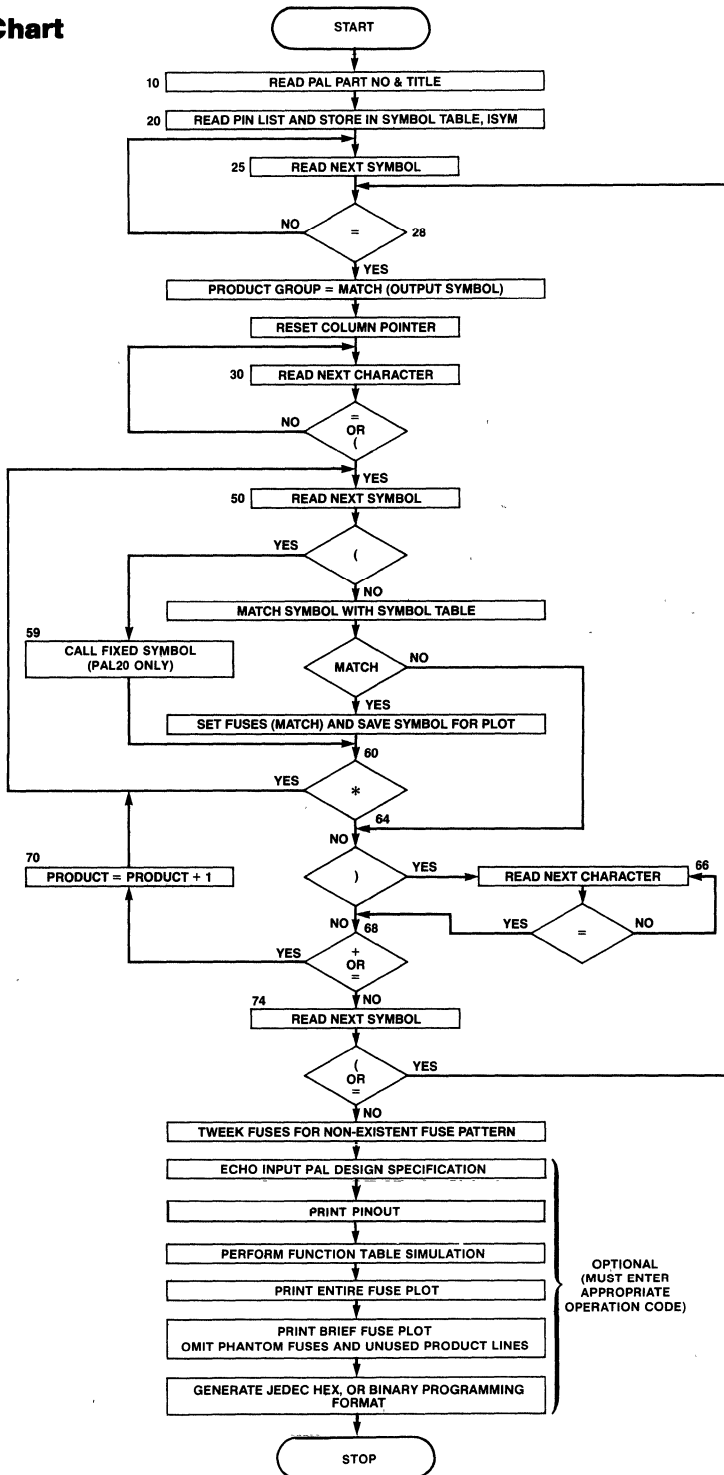 Chart
START
10 READ PAL PART NO & TITLE
20 READ PIN LIST AND STORE IN SYMBOL TABLE, ISYM
25 READ NEXT SYMBOL
NO
=
28
YES
PRODUCT GROUP = MATCH (OUTPUT SYMBOL)
RESET COLUMN POINTER
30 READ NEXT CHARACTER
NO
=
OR
(
YES
50 READ NEXT SYMBOL
YES
(
NO
MATCH SYMBOL WITH SYMBOL TABLE
59
CALL FIXED SYMBOL
(PAL20 ONLY)
MATCH
NO
YES
SET FUSES (MATCH) AND SAVE SYMBOL FOR PLOT
60
YES
*
64
NO
70
PRODUCT = PRODUCT + 1
)
YES
READ NEXT CHARACTER
66
YES
=
NO
NO
68
YES
+
OR
=
NO
74
READ NEXT SYMBOL
(
OR
=
YES
NO
TWEEK FUSES FOR NON-EXISTENT FUSE PATTERN
ECHO INPUT PAL DESIGN SPECIFICATION
PRINT PINOUT
PERFORM FUNCTION TABLE SIMULATION
PRINT ENTIRE FUSE PLOT
PRINT BRIEF FUSE PLOT
OMIT PHANTOM FUSES AND UNUSED PRODUCT LINES
GENERATE JEDEC HEX, OR BINARY PROGRAMMING
FORMAT
OPTIONAL
(MUST ENTER
APPROPRIATE
OPERATION CODE)
STOP